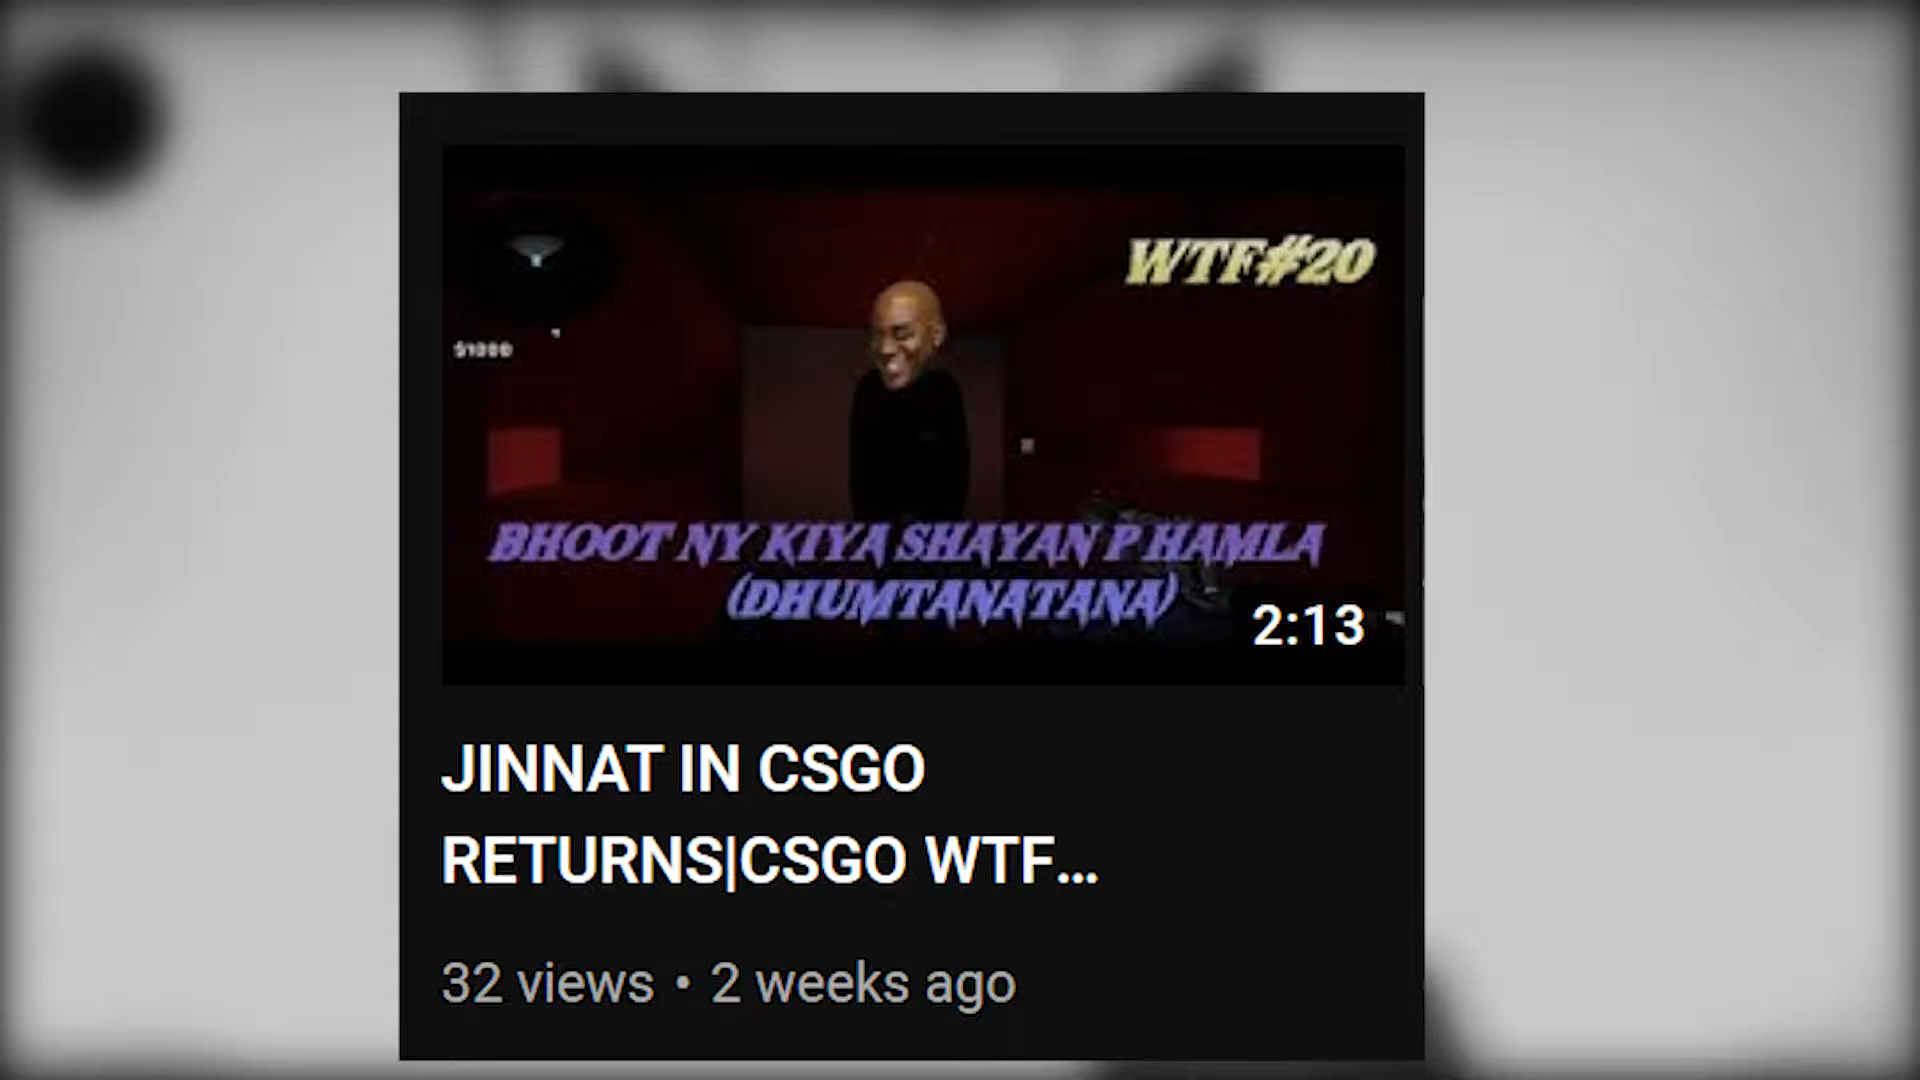 WTF#20
$1000
BHOOT NY KIYA SHAYAN P HAMLA
(DHUMTANATANA)
2:13
JINNAT IN CSGO
RETURNS|CSGO WTF...
32 views • 2 weeks ago